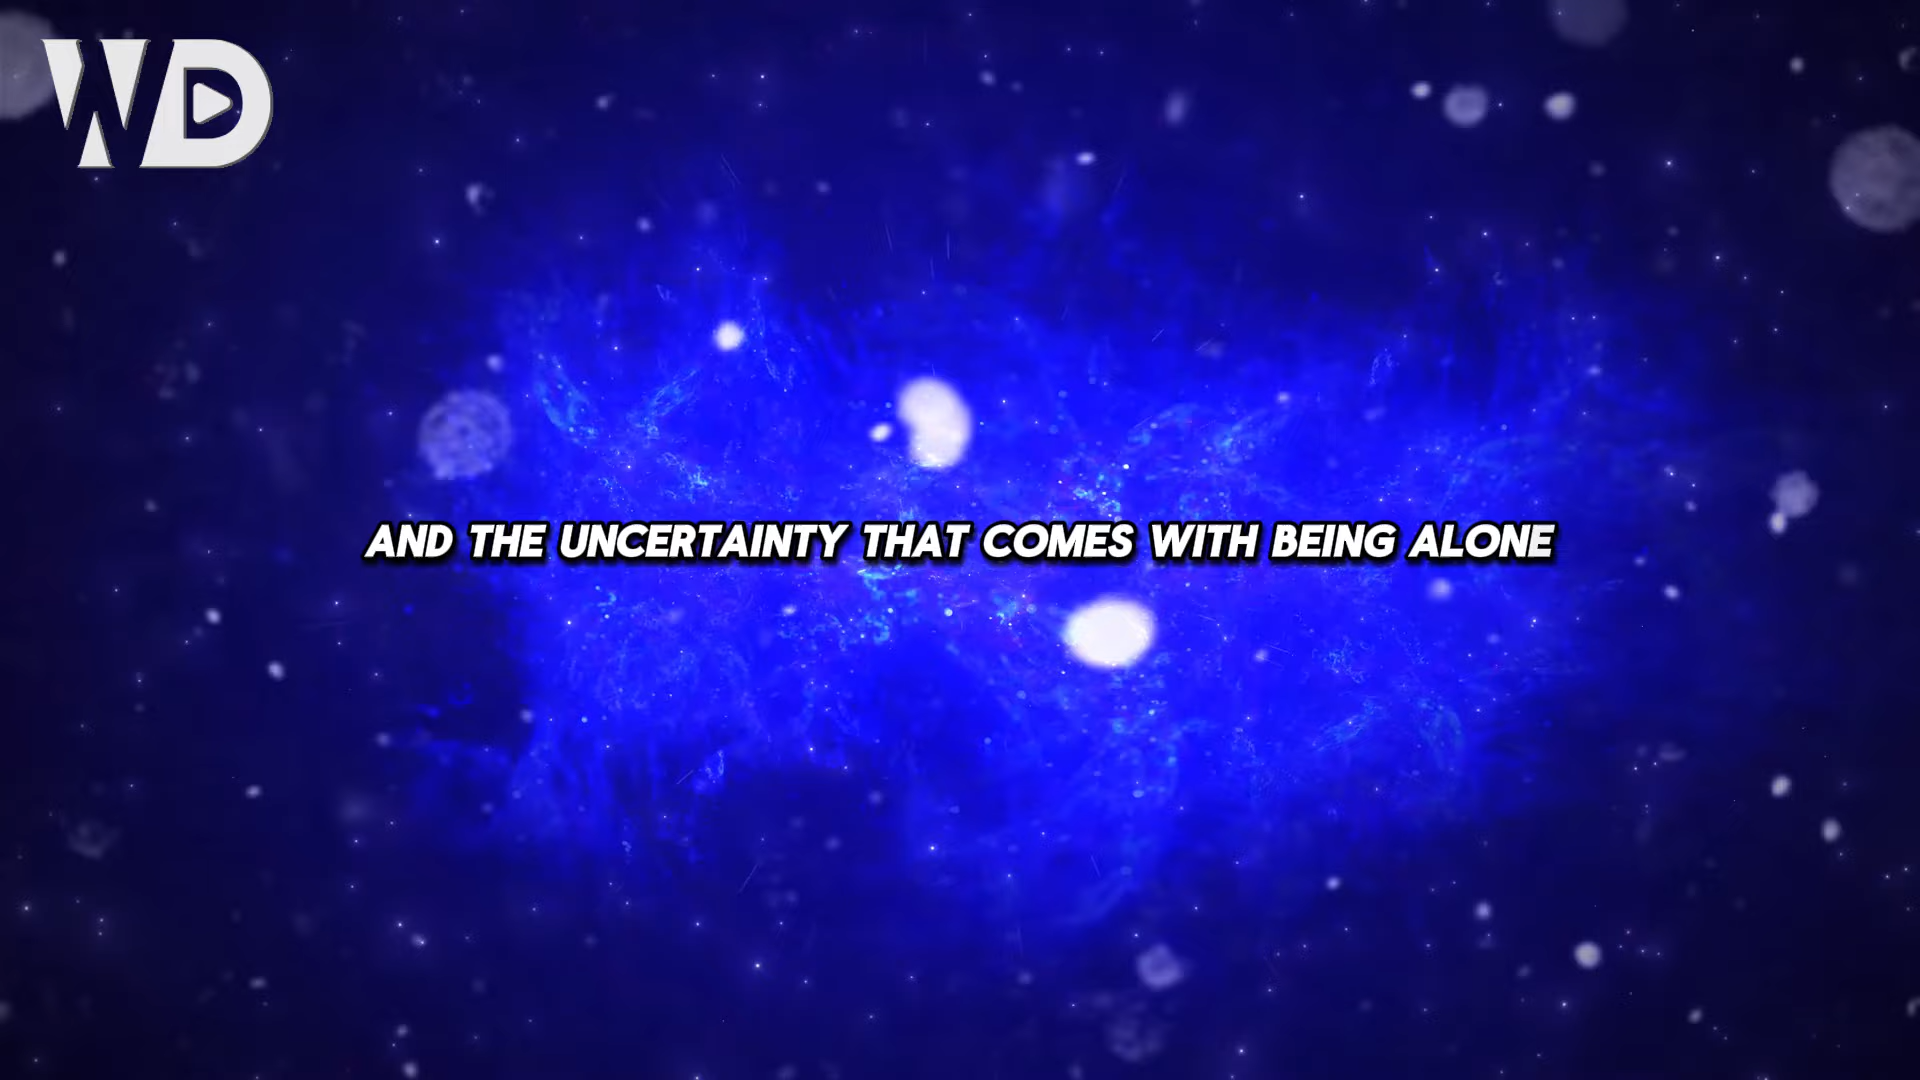 WD
AND THE UNCERTAINTY THAT COMES WITH BEING ALONE